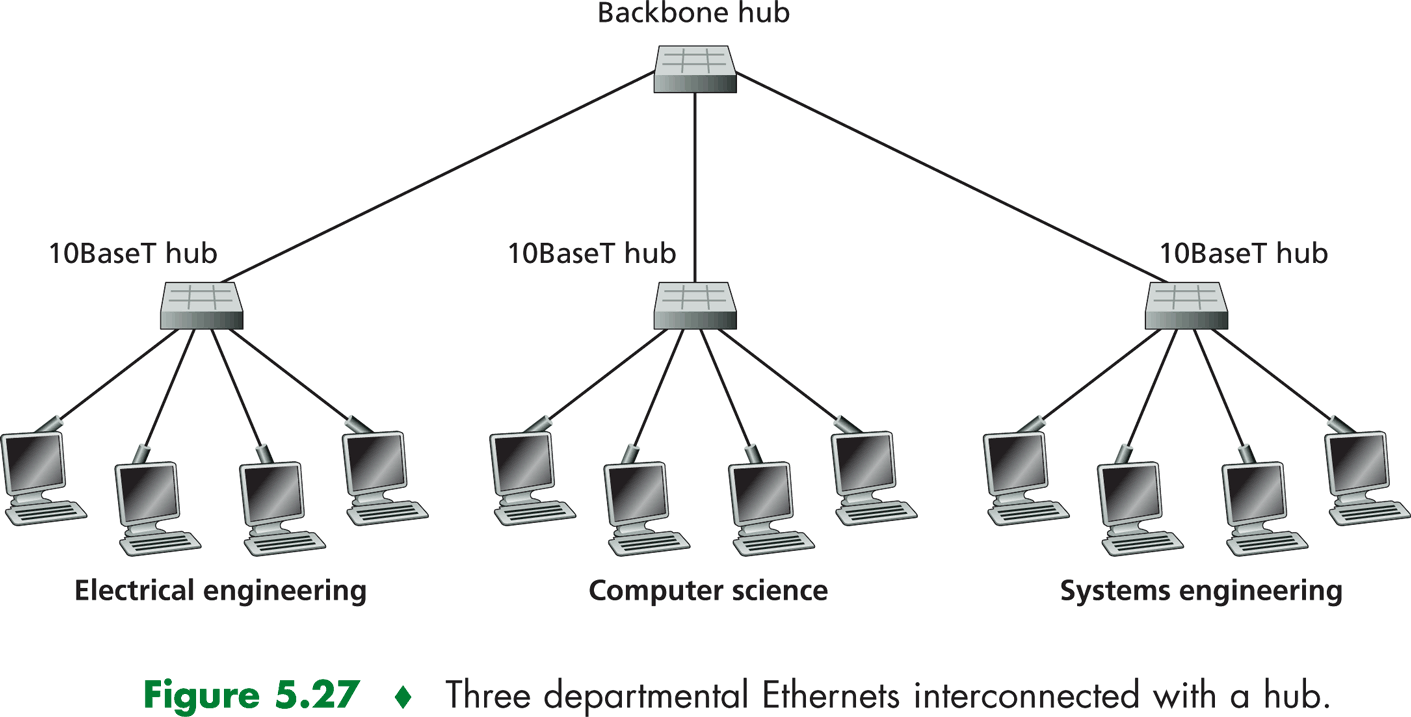 Backbone hub
10BaseT hub
10BaseT hub
10BaseT hub
Electrical engineering
Computer science
Systems engineering
Figure 5.27 ♦ Three departmental Ethernets interconnected with a hub.